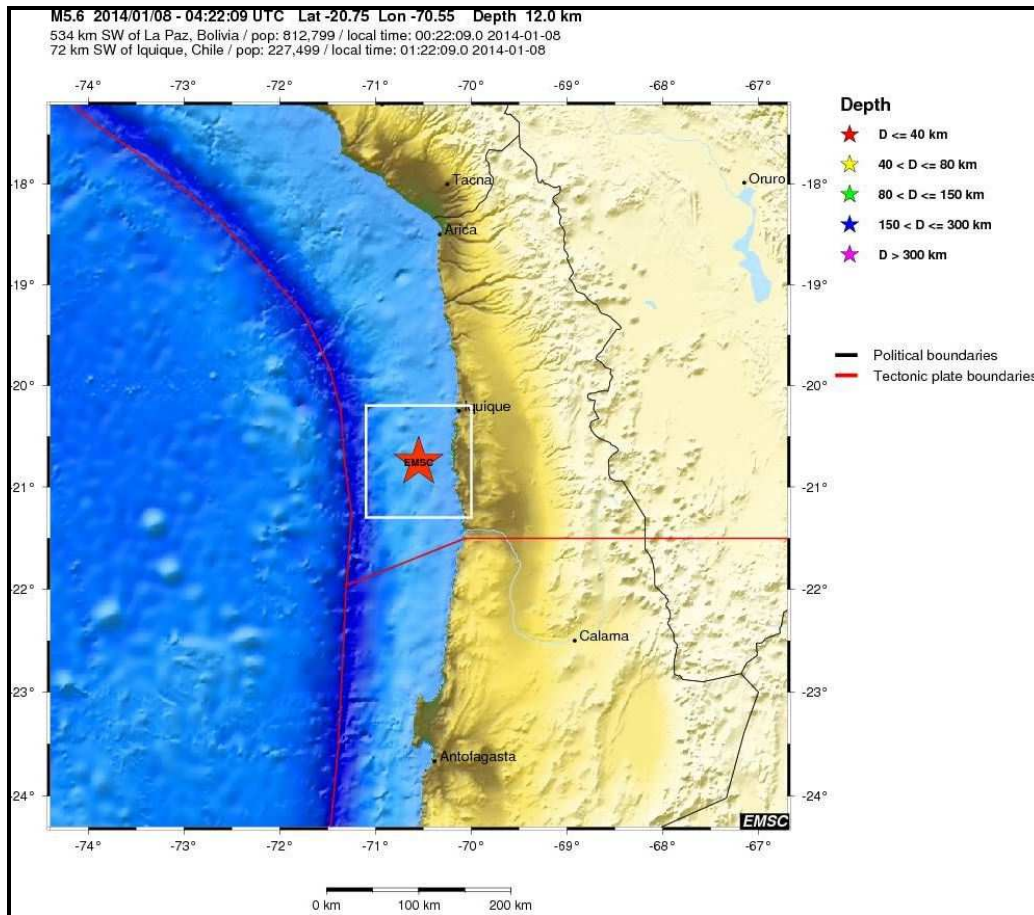 M5.6 2014/01/08 - 04:22:09 UTC Lat -20.75 Lon -70.55 Depth 12.0 km
534 km SW of La Paz, Bolivia / pop: 812,799 / local time: 00:22:09.0 2014-01-08
72 km SW of Iquique, Chile / pop: 227,499 / local time: 01:22:09.0 2014-01-08
-74° -73° -72° -71° -70° -69° -68° -67°
Depth
D <= 40 km
40 < D <= 80 km
80 < D <= 150 km
150 < D <= 300 km
D > 300 km
Political boundaries
Tectonic plate boundaries
Tacna
Oruro
-18° -18°
Arica
-19° -19°
-20° -20°
Iquique
EMSC
-21° -21°
-22° -22°
Calama
-23° -23°
Antofagasta
-24° -24°
EMSC
-74° -73° -72° -71° -70° -69° -68° -67°
0 km 100 km 200 km